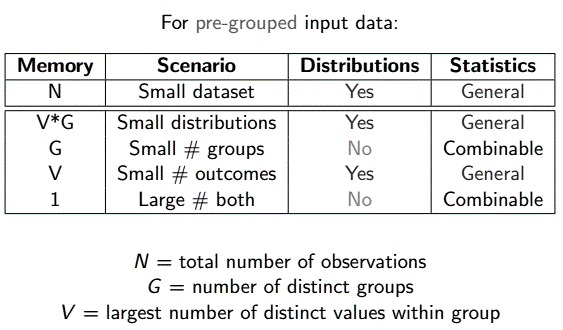 For pre-grouped input data:
Memory Scenario Distributions Statistics
N Small dataset Yes General
V*G Small distributions Yes General
G Small # groups No Combinable
V Small # outcomes Yes General
1 Large # both No Combinable
N = total number of observations
G = number of distinct groups
V = largest number of distinct values within group